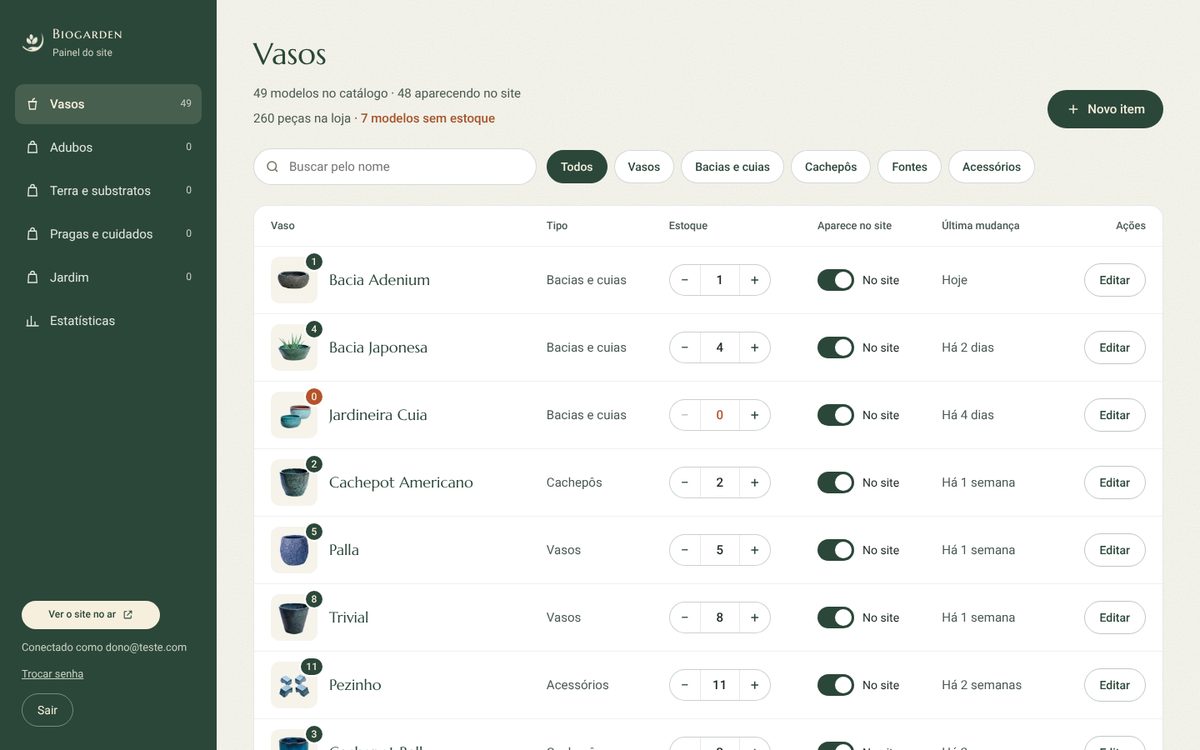 Biogarden
Painel do site
Vasos 49
Adubos 0
Terra e substratos 0
Pragas e cuidados 0
Jardim 0
Estatísticas
Ver o site no ar
Conectado como dono@teste.com
Trocar senha
Sair
Vasos
49 modelos no catálogo · 48 aparecendo no site
260 peças na loja · 7 modelos sem estoque
+ Novo item
Buscar pelo nome
Todos Vasos Bacias e cuias Cachepôs Fontes Acessórios
Vaso Tipo Estoque Aparece no site Última mudança Ações
1 Bacia Adenium Bacias e cuias − 1 + No site Hoje Editar
4 Bacia Japonesa Bacias e cuias − 4 + No site Há 2 dias Editar
0 Jardineira Cuia Bacias e cuias − 0 + No site Há 4 dias Editar
2 Cachepot Americano Cachepôs − 2 + No site Há 1 semana Editar
5 Palla Vasos − 5 + No site Há 1 semana Editar
8 Trivial Vasos − 8 + No site Há 1 semana Editar
11 Pezinho Acessórios − 11 + No site Há 2 semanas Editar
3